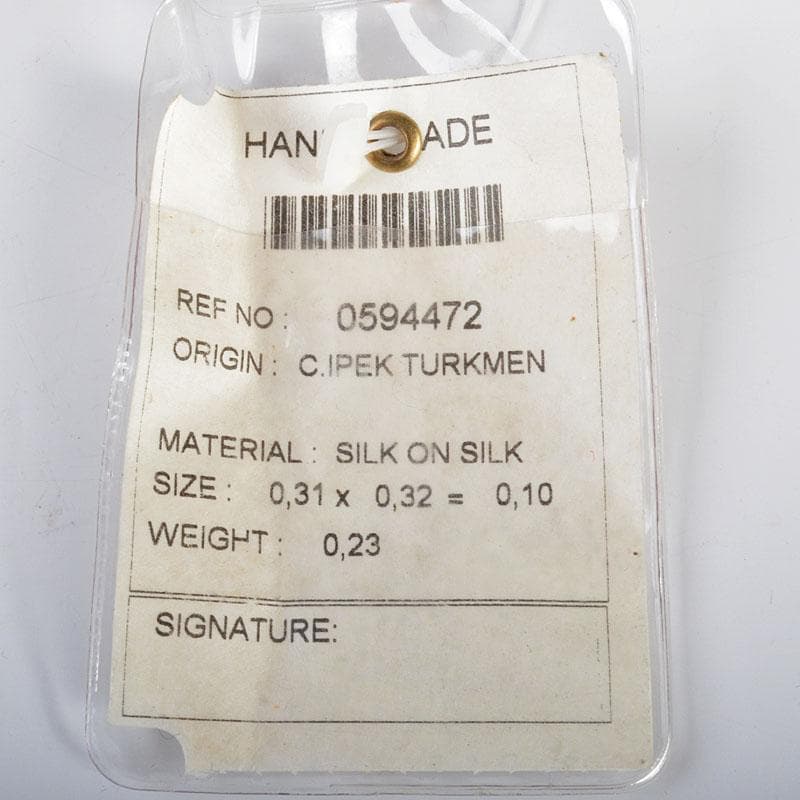 HAN ADE
REF NO : 0594472
ORIGIN : C.IPEK TURKMEN
MATERIAL : SILK ON SILK
SIZE : 0,31 x 0,32 = 0,10
WEIGHT : 0,23
SIGNATURE: